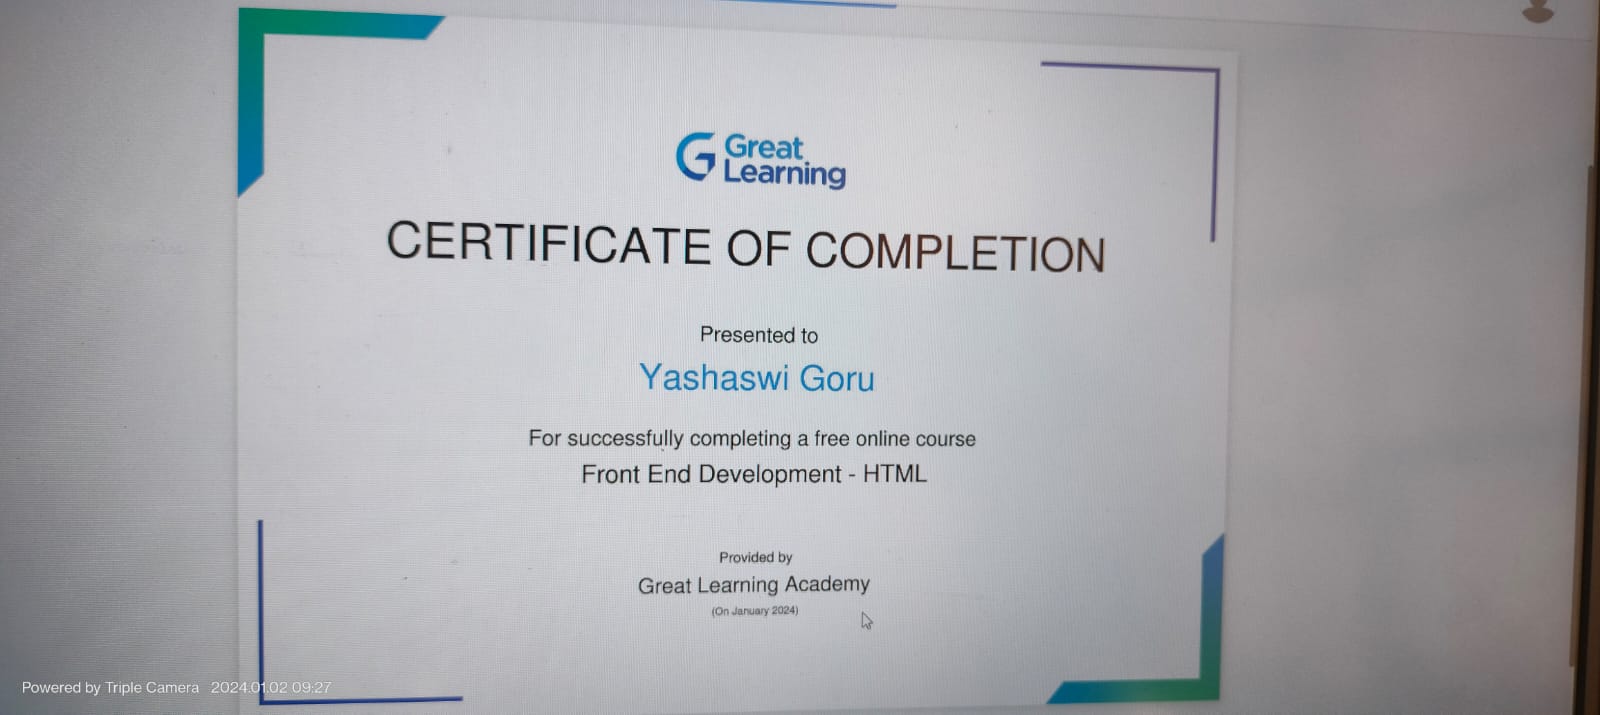 Great
Learning
CERTIFICATE OF COMPLETION
Presented to
Yashaswi Goru
For successfully completing a free online course
Front End Development - HTML
Provided by
Great Learning Academy
(On January 2024)
Powered by Triple Camera 2024.01.02 09:27